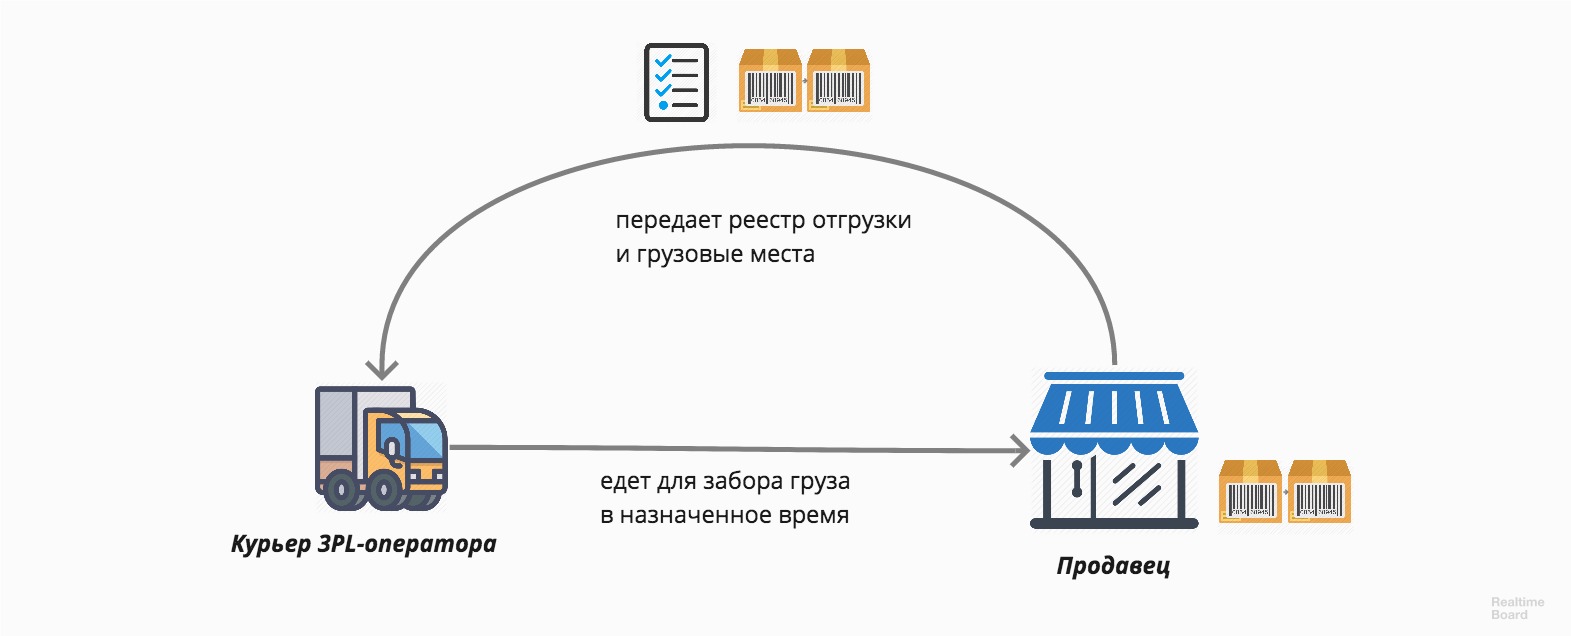 передает реестр отгрузки
и грузовые места
едет для забора груза
в назначенное время
Курьер 3PL-оператора
Продавец
Realtime
Board